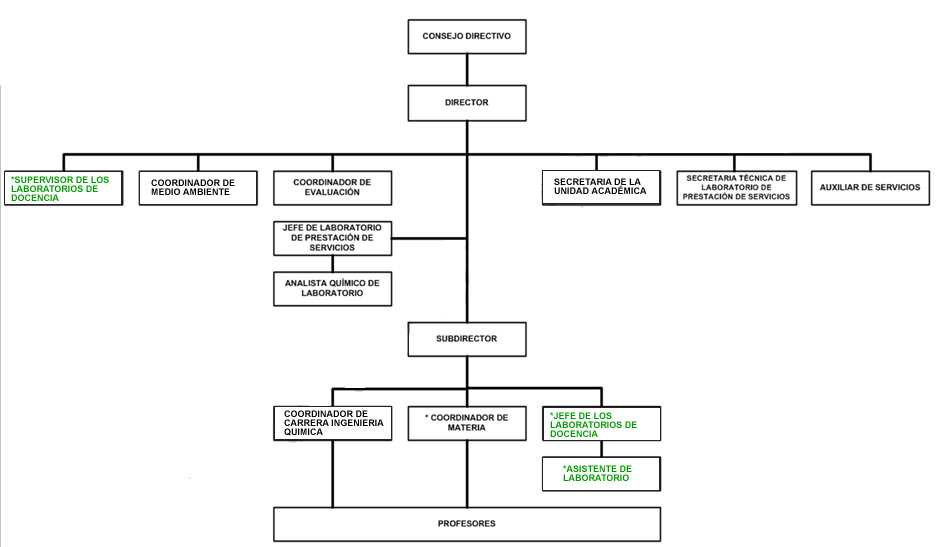 CONSEJO DIRECTIVO
DIRECTOR
*SUPERVISOR DE LOS
LABORATORIOS DE
DOCENCIA
COORDINADOR DE
MEDIO AMBIENTE
COORDINADOR DE
EVALUACIÓN
SECRETARIA DE LA
UNIDAD ACADÉMICA
SECRETARIA TÉCNICA DE
LABORATORIO DE
PRESTACIÓN DE SERVICIOS
AUXILIAR DE SERVICIOS
JEFE DE LABORATORIO
DE PRESTACIÓN DE
SERVICIOS
ANALISTA QUÍMICO DE
LABORATORIO
SUBDIRECTOR
COORDINADOR DE
CARRERA INGENIERIA
QUIMICA
* COORDINADOR DE
MATERIA
*JEFE DE LOS
LABORATORIOS DE
DOCENCIA
*ASISTENTE DE
LABORATORIO
PROFESORES